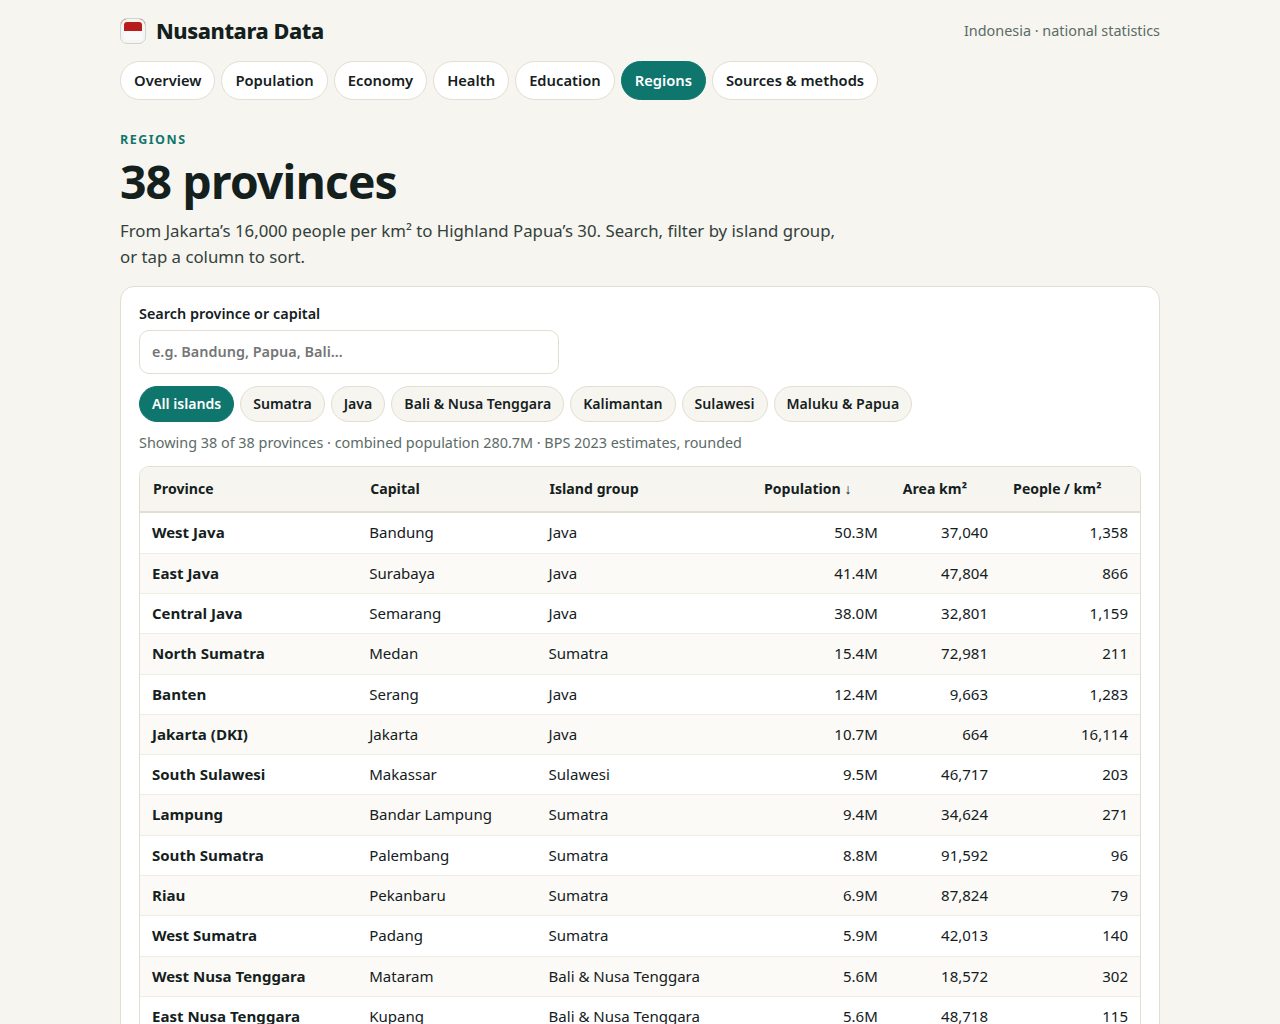 Nusantara Data
Indonesia · national statistics
Overview Population Economy Health Education Regions Sources & methods
REGIONS
38 provinces
From Jakarta’s 16,000 people per km² to Highland Papua’s 30. Search, filter by island group,
or tap a column to sort.
Search province or capital
e.g. Bandung, Papua, Bali...
All islands Sumatra Java Bali & Nusa Tenggara Kalimantan Sulawesi Maluku & Papua
Showing 38 of 38 provinces · combined population 280.7M · BPS 2023 estimates, rounded
Province Capital Island group Population ↓ Area km² People / km²
West Java Bandung Java 50.3M 37,040 1,358
East Java Surabaya Java 41.4M 47,804 866
Central Java Semarang Java 38.0M 32,801 1,159
North Sumatra Medan Sumatra 15.4M 72,981 211
Banten Serang Java 12.4M 9,663 1,283
Jakarta (DKI) Jakarta Java 10.7M 664 16,114
South Sulawesi Makassar Sulawesi 9.5M 46,717 203
Lampung Bandar Lampung Sumatra 9.4M 34,624 271
South Sumatra Palembang Sumatra 8.8M 91,592 96
Riau Pekanbaru Sumatra 6.9M 87,824 79
West Sumatra Padang Sumatra 5.9M 42,013 140
West Nusa Tenggara Mataram Bali & Nusa Tenggara 5.6M 18,572 302
East Nusa Tenggara Kupang Bali & Nusa Tenggara 5.6M 48,718 115